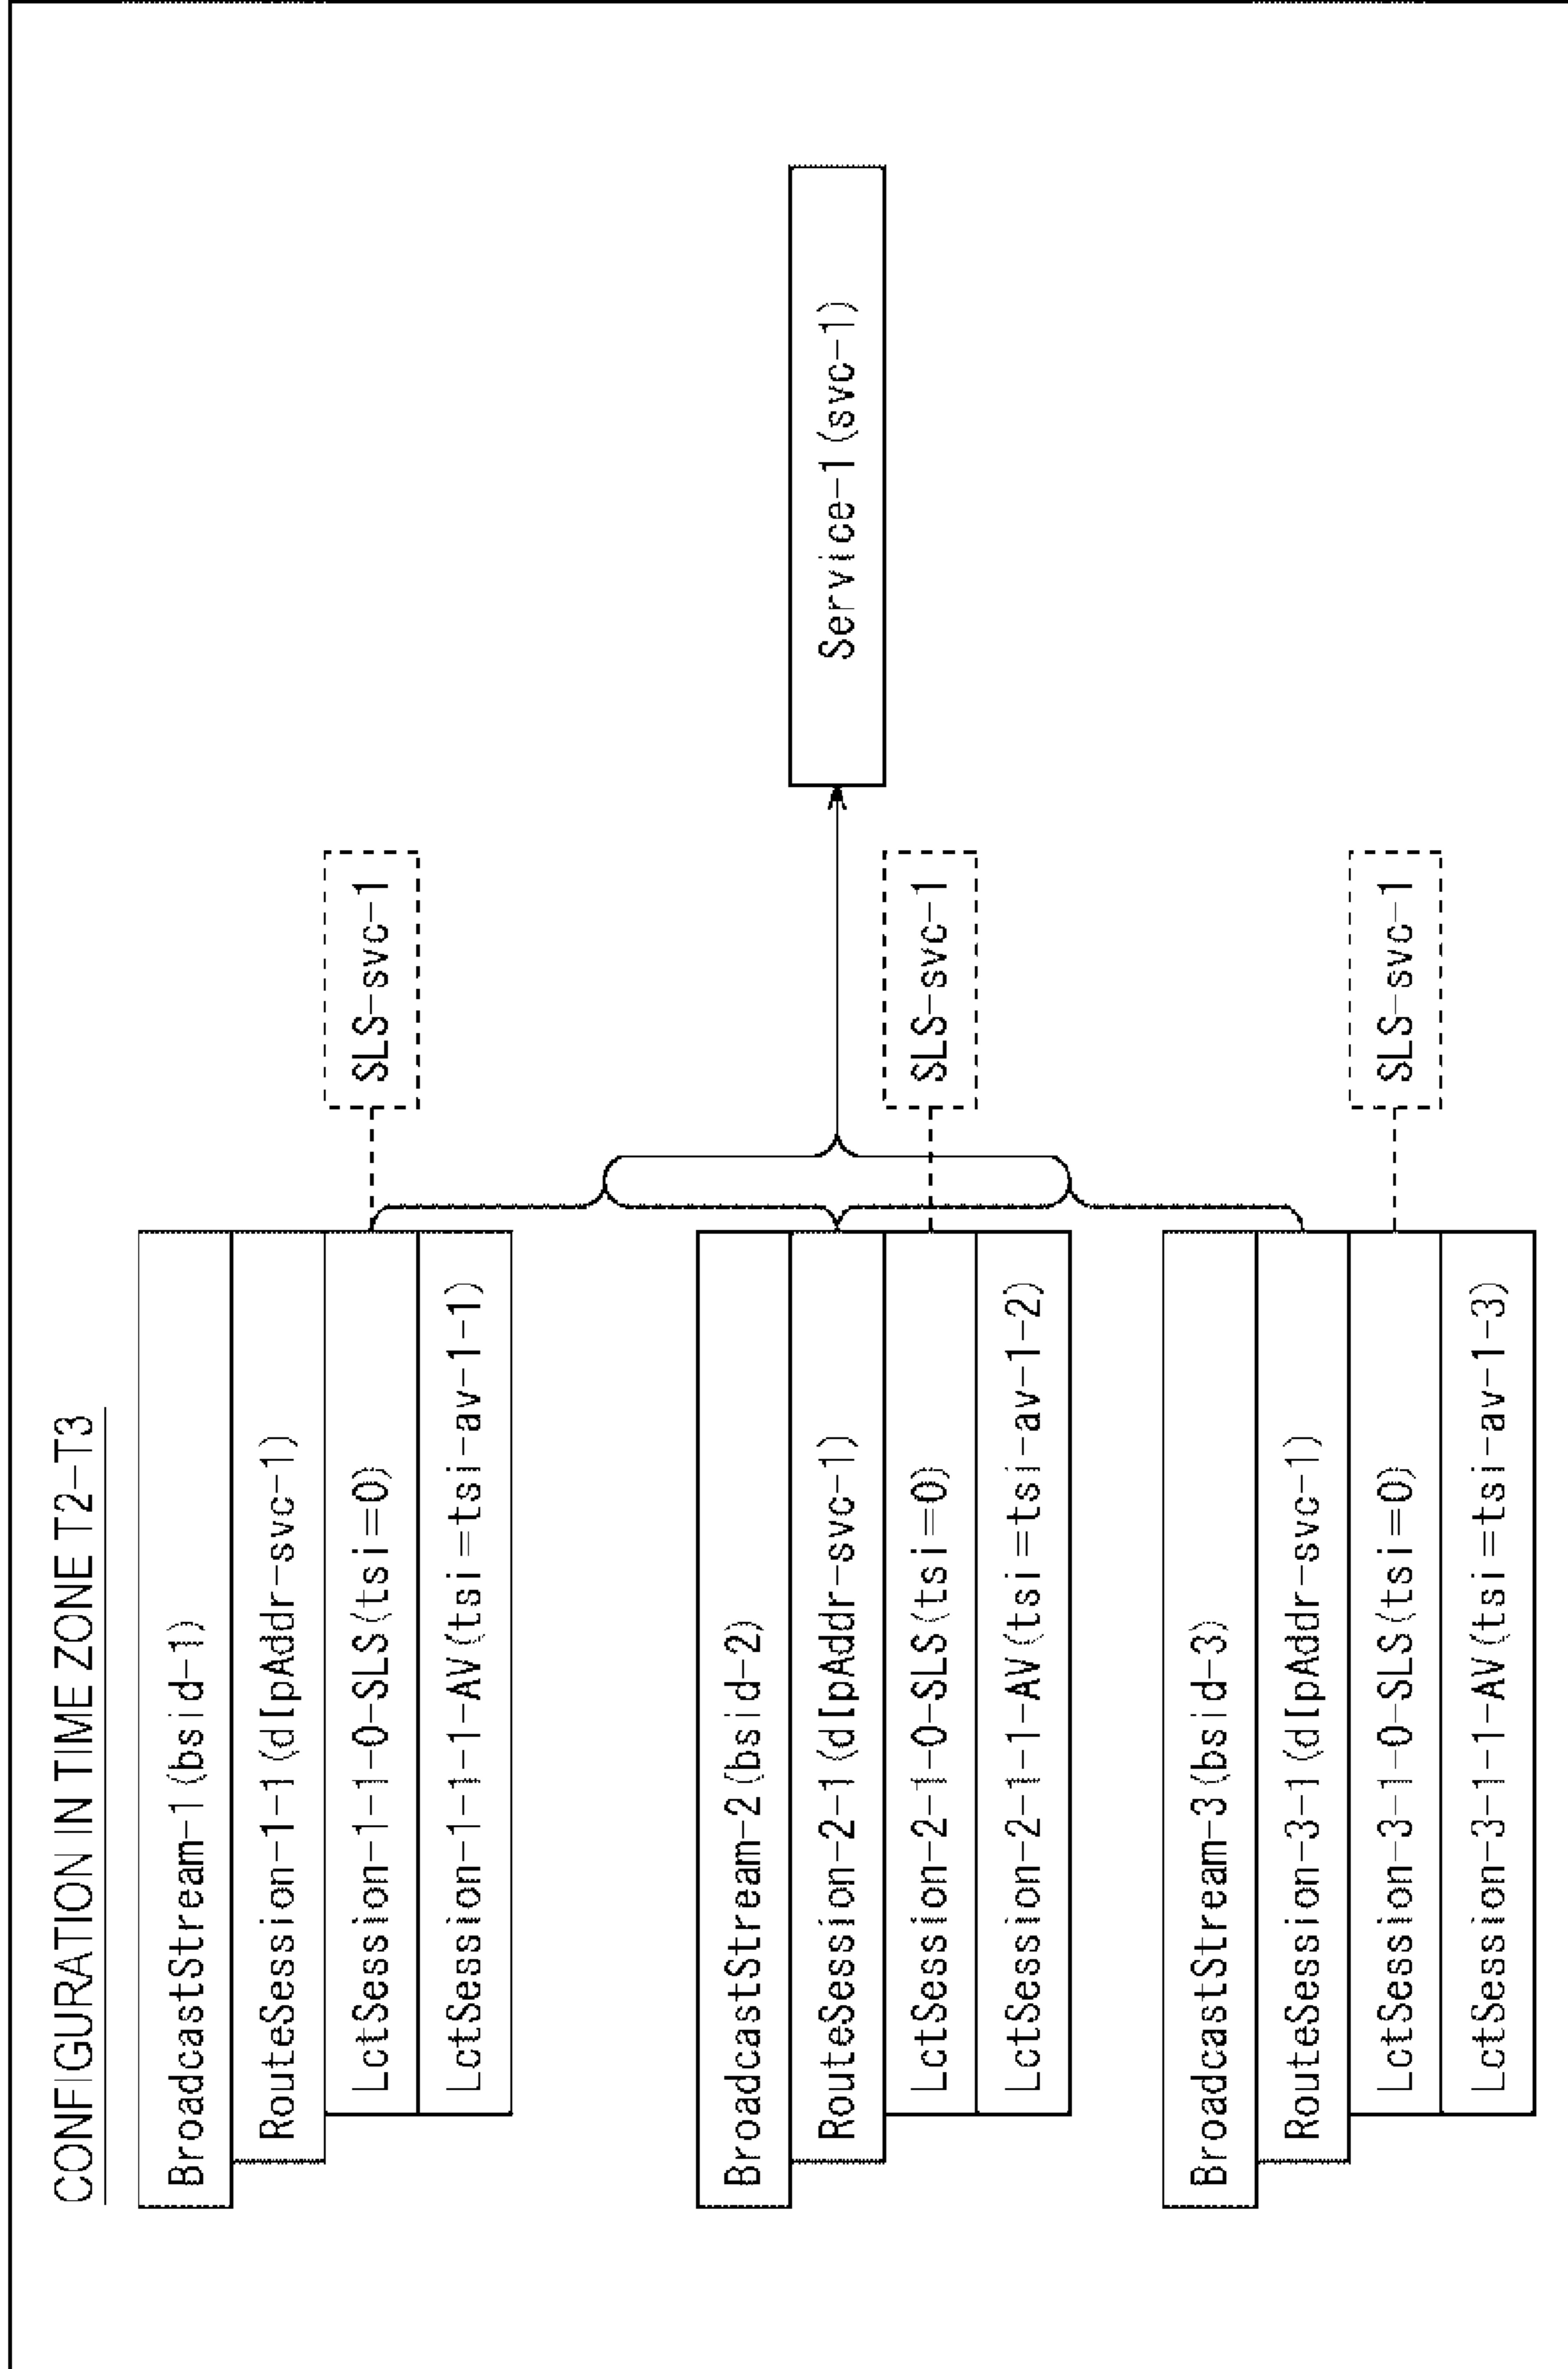 CONFIGURATION IN TIME ZONE T2-T3
BroadcastStream-1(bsid-1)
RouteSession-1-1(dIpAddr-svc-1)
LctSession-1-1-0-SLS(tsi=0)
SLS-svc-1
LctSession-1-1-1-AV(tsi=tsi-av-1-1)
BroadcastStream-2(bsid-2)
RouteSession-2-1(dIpAddr-svc-1)
Service-1(svc-1)
LctSession-2-1-0-SLS(tsi=0)
SLS-svc-1
LctSession-2-1-1-AV(tsi=tsi-av-1-2)
BroadcastStream-3(bsid-3)
RouteSession-3-1(dIpAddr-svc-1)
LctSession-3-1-0-SLS(tsi=0)
SLS-svc-1
LctSession-3-1-1-AV(tsi=tsi-av-1-3)